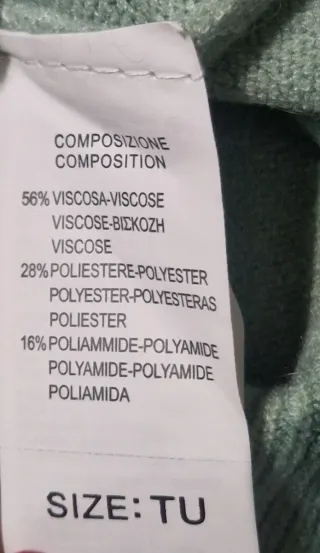 COMPOSIZIONE
COMPOSITION
56% VISCOSA-VISCOSE
VISCOSE-ΒΙΣΚΟΖΗ
VISCOSE
28% POLIESTERE-POLYESTER
POLYESTER-POLYESTERAS
POLIESTER
16% POLIAMMIDE-POLYAMIDE
POLYAMIDE-POLYAMIDE
POLIAMIDA
SIZE: TU